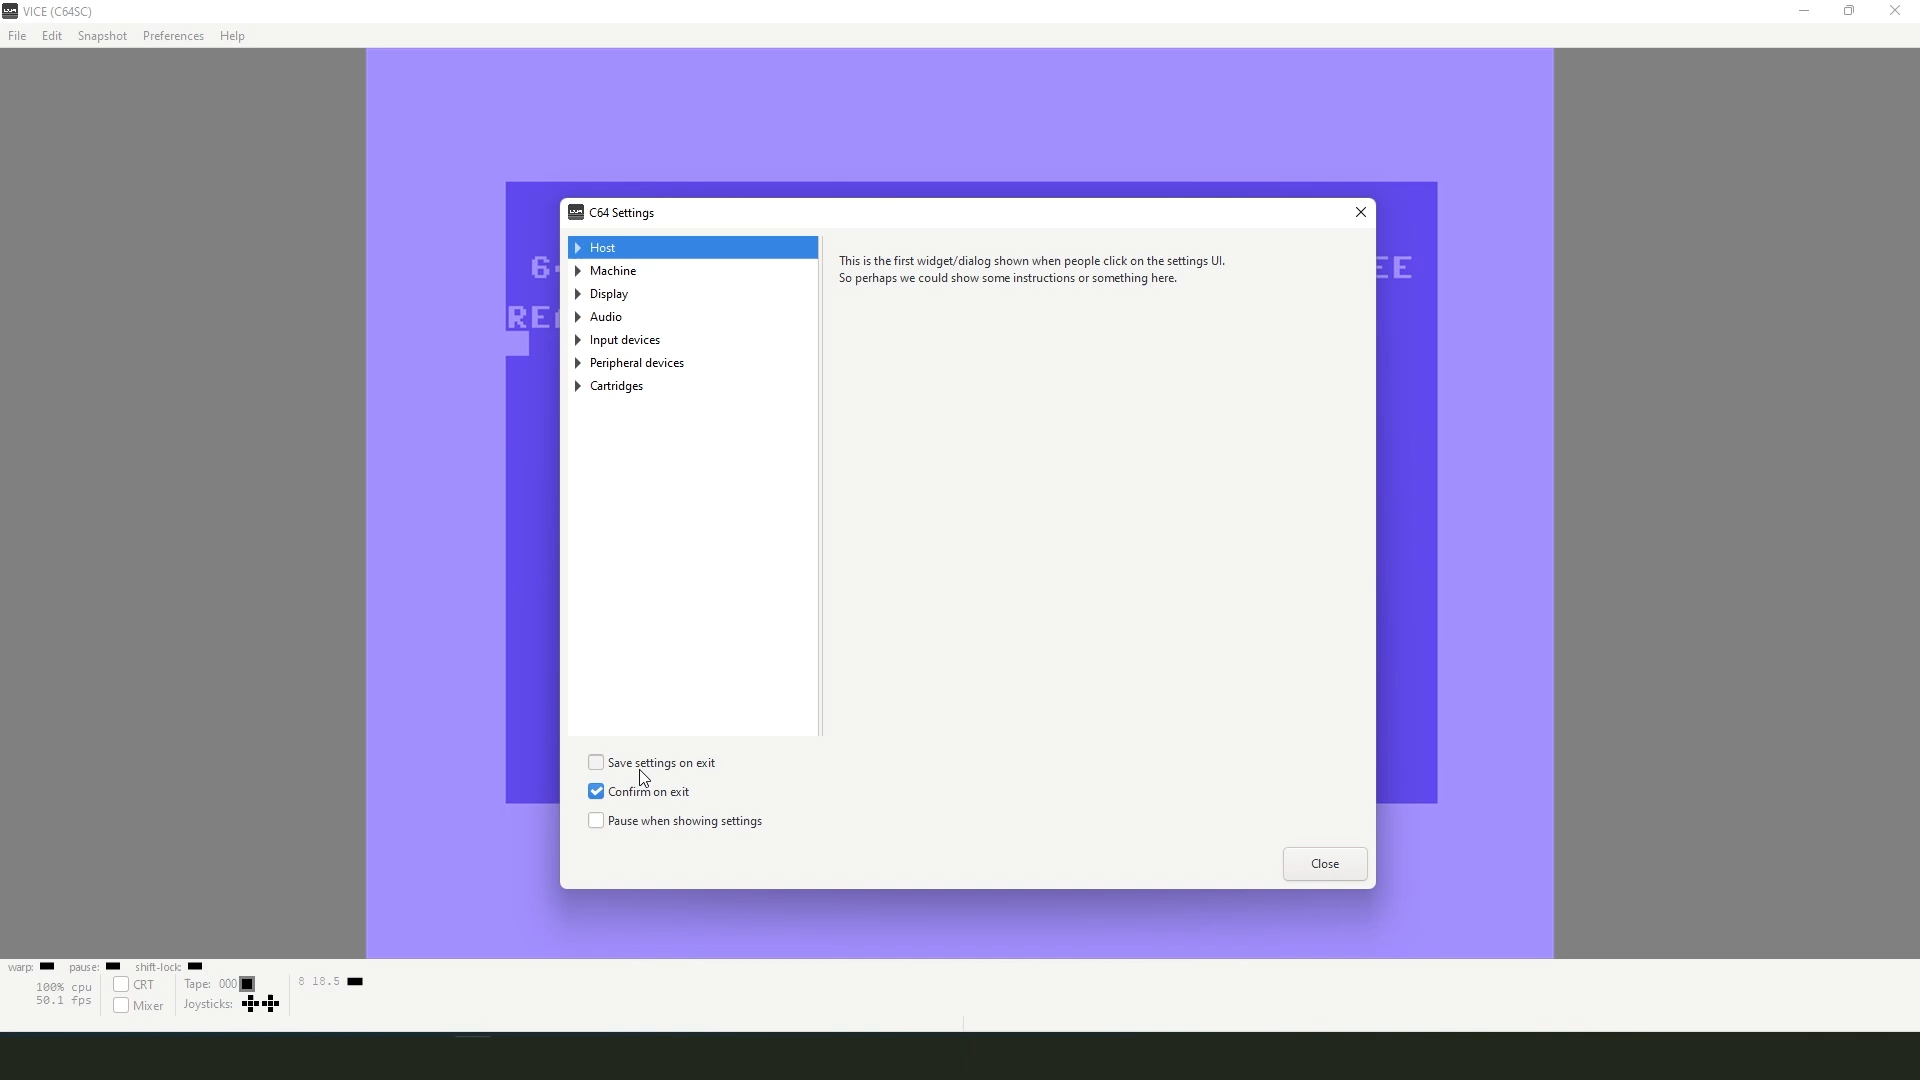 VICE (C64SC)
File Edit Snapshot Preferences Help
C64 Settings
Host
Machine
Display
Audio
Input devices
Peripheral devices
Cartridges
This is the first widget/dialog shown when people click on the settings UI.
So perhaps we could show some instructions or something here.
Save settings on exit
Confirm on exit
Pause when showing settings
Close
warp: pause: shift-lock:
100% cpu
50.1 fps
CRT
Mixer
Tape: 000
Joysticks:
8 18.5